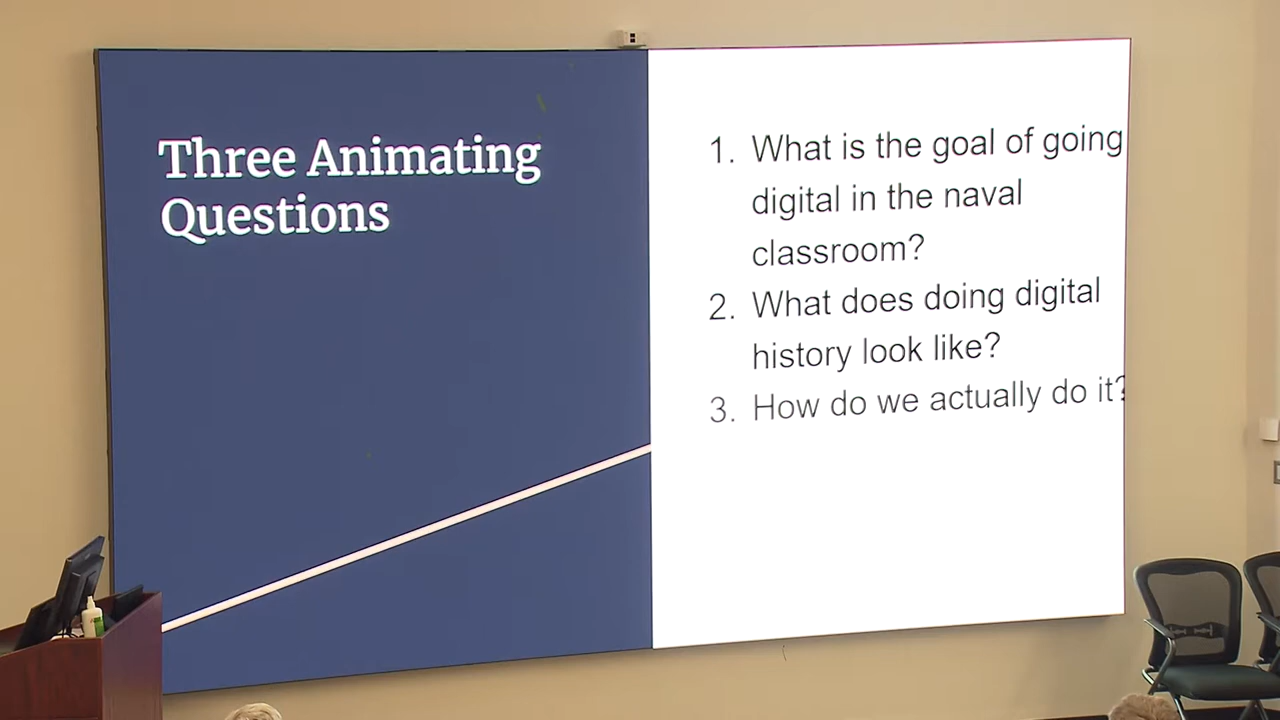 Three Animating
Questions
1. What is the goal of going
digital in the naval
classroom?
2. What does doing digital
history look like?
3. How do we actually do it?